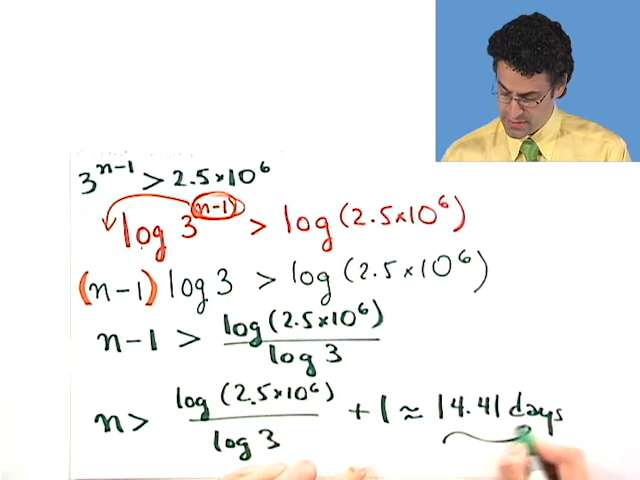 3^{n-1} > 2.5×10^6
log 3^{(n-1)} > log(2.5×10^6)
(n-1) log 3 > log(2.5×10^6)
n-1 > log(2.5×10^6) / log 3
n > log(2.5×10^6) / log 3 + 1 ≈ 14.41 days